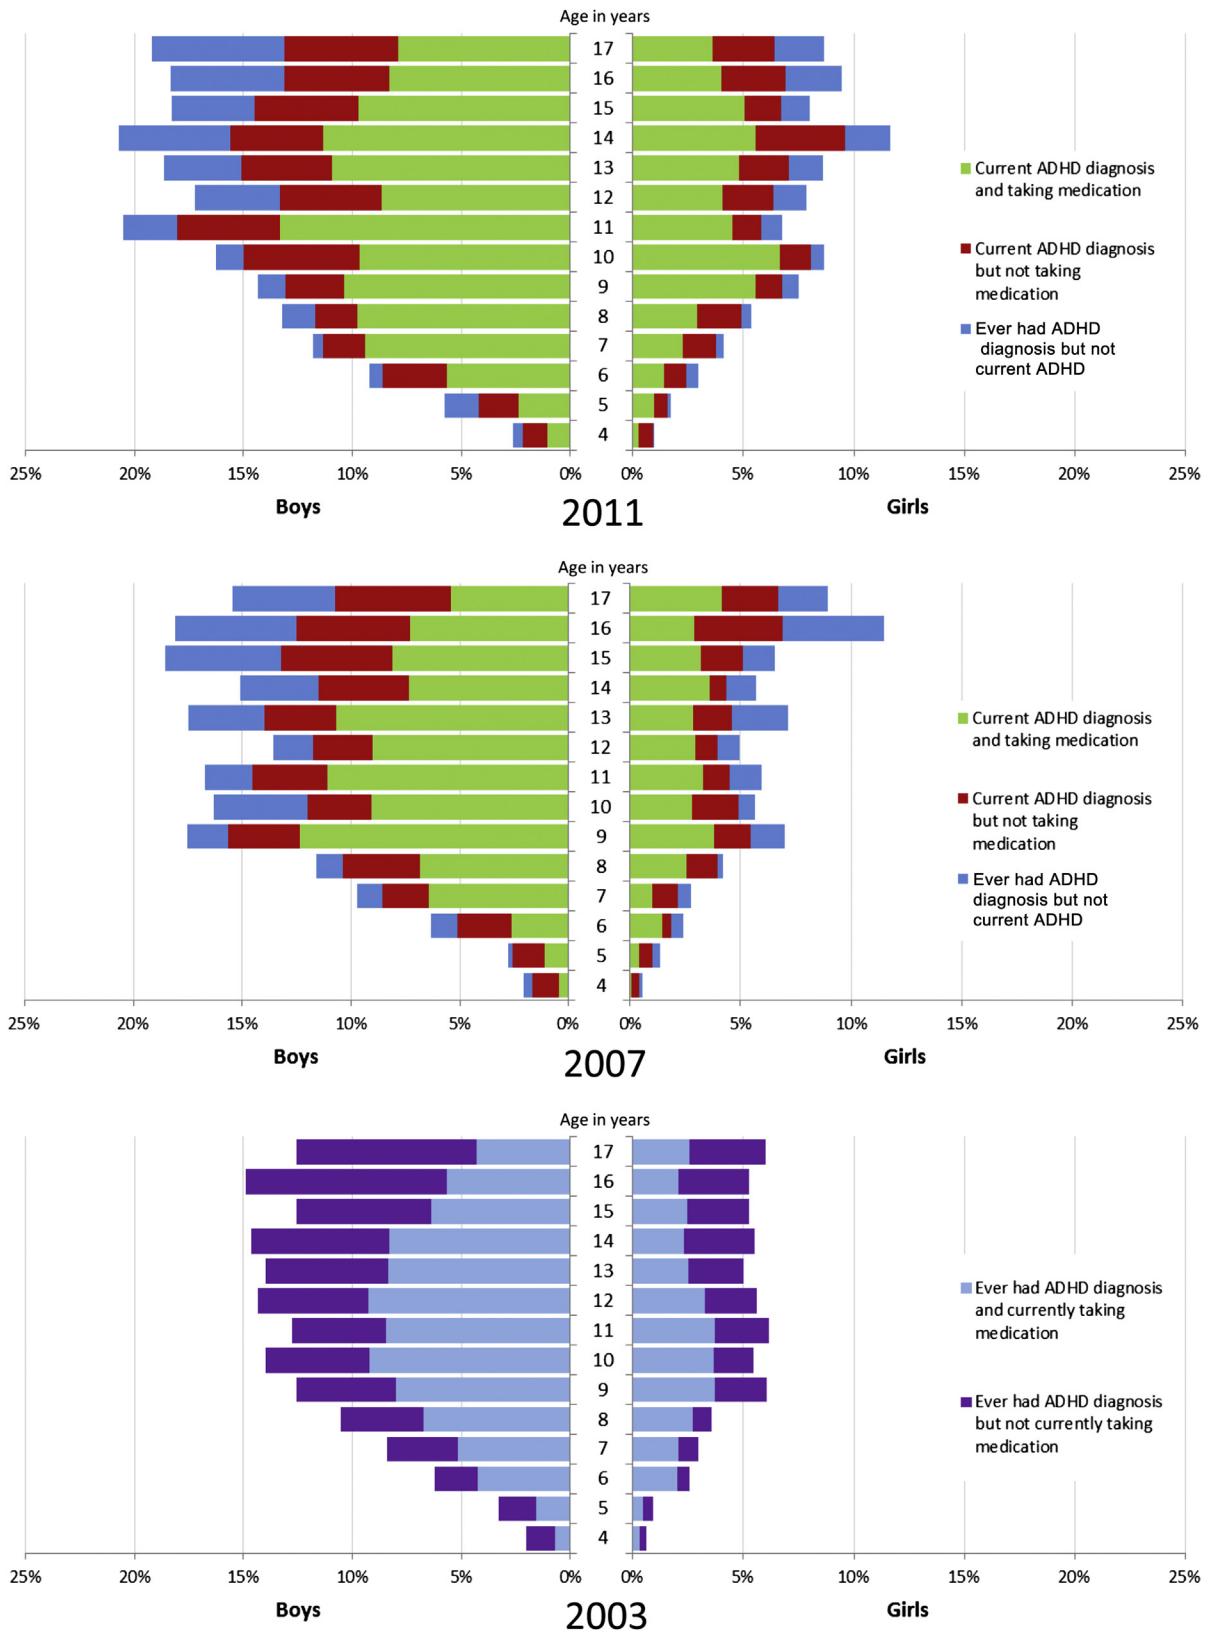 Age in years
17
16
15
14
13
12
11
10
9
8
7
6
5
4
Current ADHD diagnosis
and taking medication
Current ADHD diagnosis
but not taking
medication
Ever had ADHD
diagnosis but not
current ADHD
25% 20% 15% 10% 5% 0% 0% 5% 10% 15% 20% 25%
Boys 2011 Girls
Age in years
17
16
15
14
13
12
11
10
9
8
7
6
5
4
Current ADHD diagnosis
and taking medication
Current ADHD diagnosis
but not taking
medication
Ever had ADHD
diagnosis but not
current ADHD
25% 20% 15% 10% 5% 0% 0% 5% 10% 15% 20% 25%
Boys 2007 Girls
Age in years
17
16
15
14
13
12
11
10
9
8
7
6
5
4
Ever had ADHD diagnosis
and currently taking
medication
Ever had ADHD diagnosis
but not currently taking
medication
25% 20% 15% 10% 5% 0% 0% 5% 10% 15% 20% 25%
Boys 2003 Girls